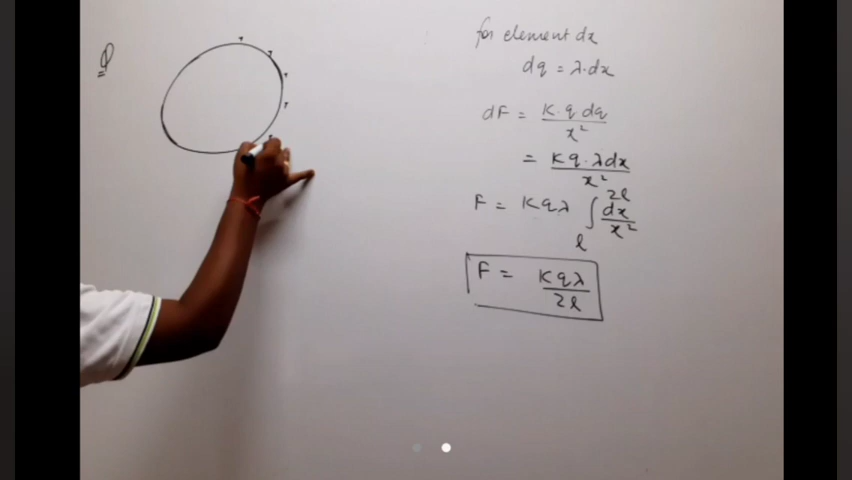 Q
for element dx
dq = λ.dx
dF = K.q dq / x²
= Kq.λdx / x²
F = Kqλ ∫ₗ²ˡ dx / x²
F = Kqλ / 2l